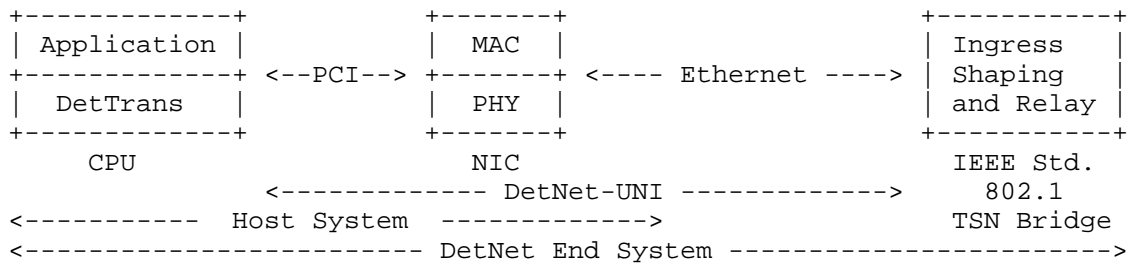 +-------------+             +-------+                      +-----------+
| Application |             |  MAC  |                      | Ingress   |
+-------------+ <--PCI--> +-------+ <---- Ethernet ----> | Shaping   |
|  DetTrans   |             |  PHY  |                      | and Relay |
+-------------+             +-------+                      +-----------+
CPU NIC IEEE Std.
<------------- DetNet-UNI -------------> 802.1
<----------- Host System -------------> TSN Bridge
<------------------------- DetNet End System ------------------------>